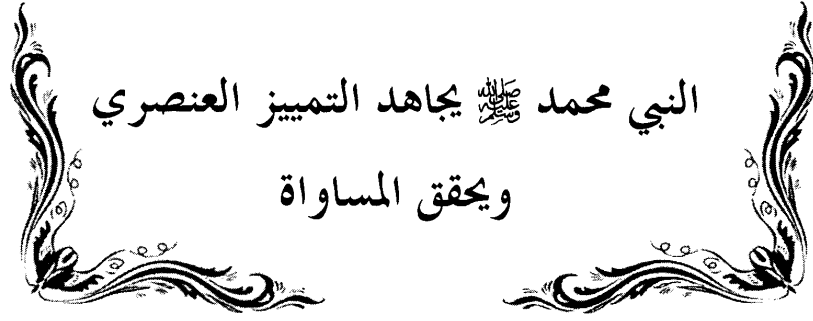 النبي محمد ﷺ يجاهد التمييز العنصري
ويحقق المساواة